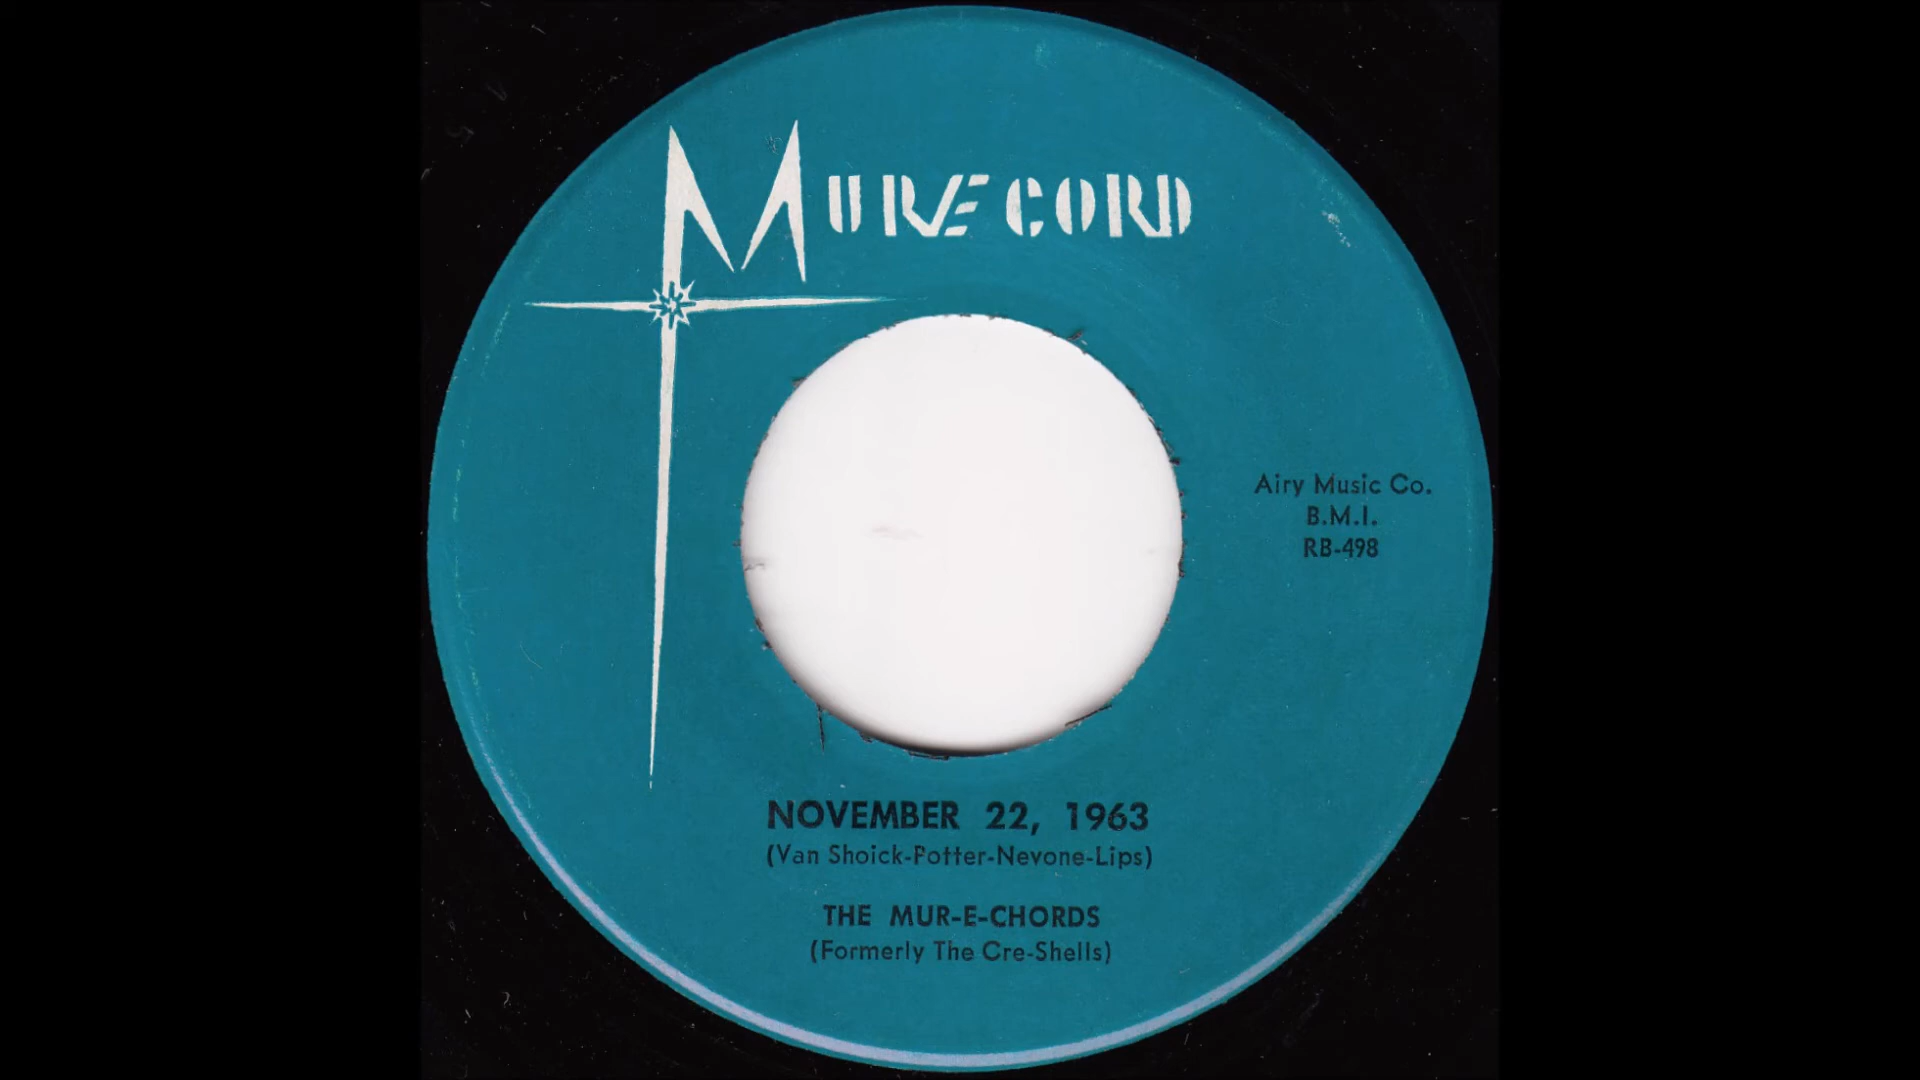 MURECORD
Airy Music Co.
B.M.I.
RB-498
NOVEMBER 22, 1963
(Van Shoick-Potter-Nevone-Lips)
THE MUR-E-CHORDS
(Formerly The Cre-Shells)